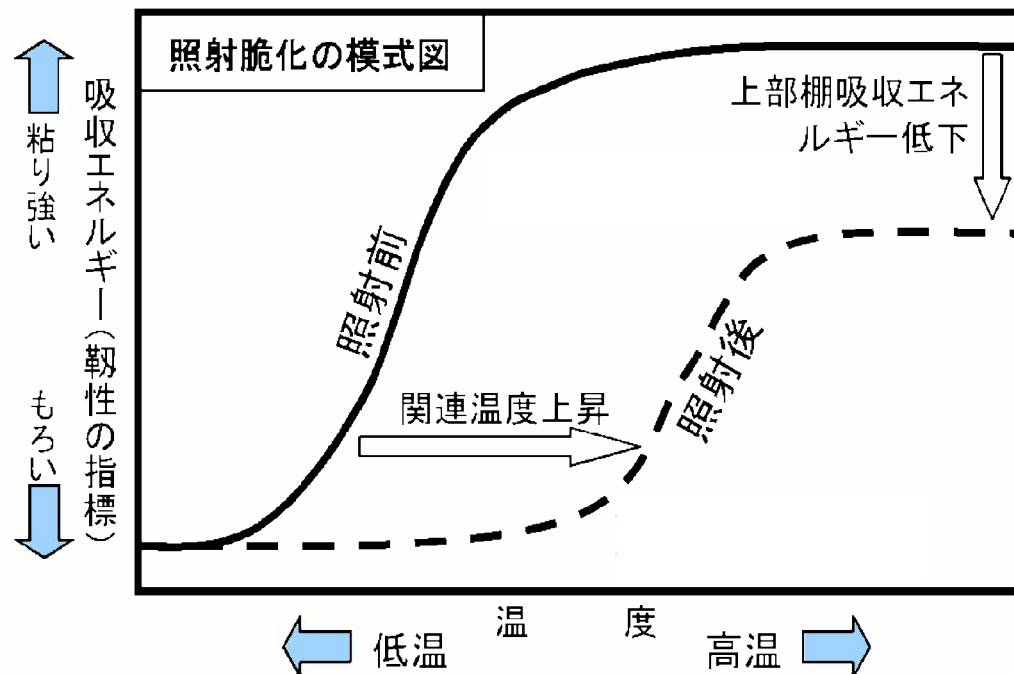 照射脆化の模式図
粘り強い
もろい
吸収エネルギー(靱性の指標)
上部棚吸収エネ
ルギー低下
照射前
照射後
関連温度上昇
温度
低温
高温